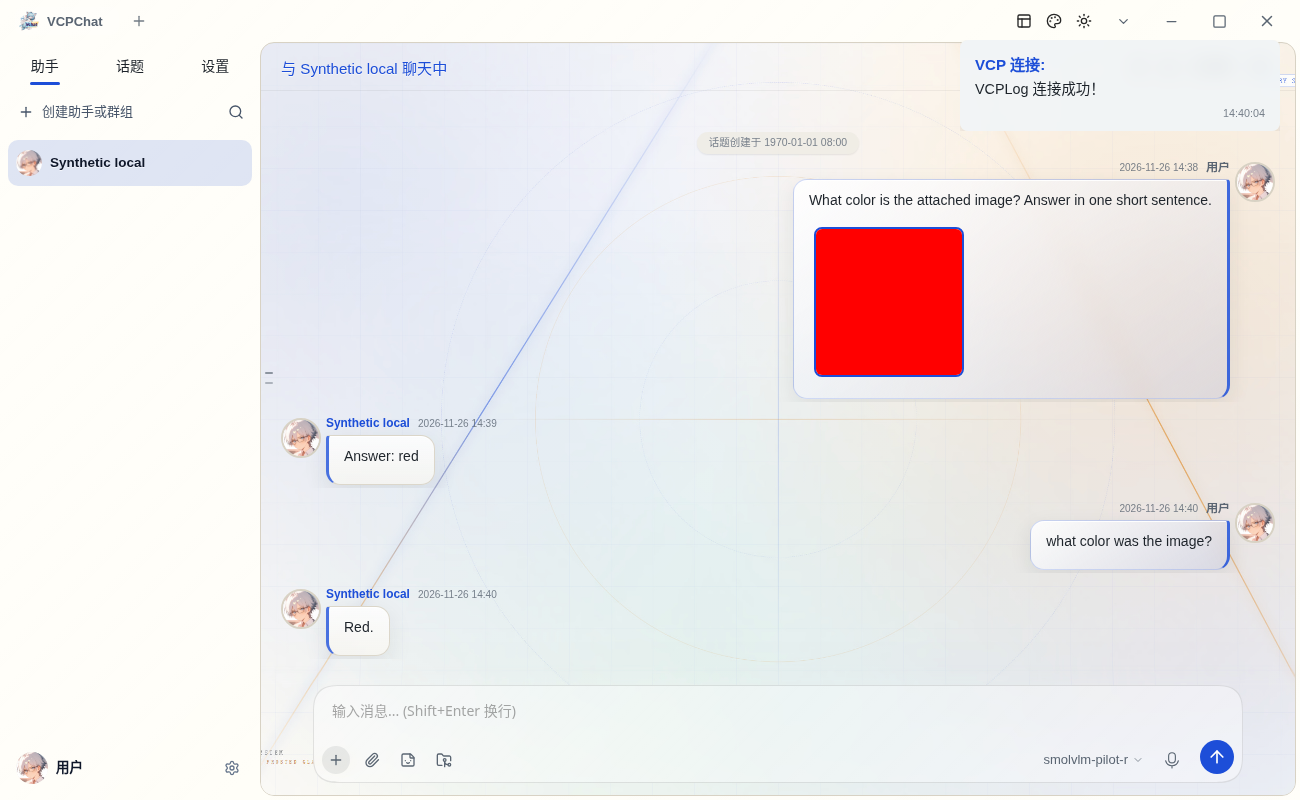 VCPChat
助手
话题
设置
创建助手或群组
Synthetic local
用户
与 Synthetic local 聊天中
VCP 连接:
VCPLog 连接成功!
14:40:04
话题创建于 1970-01-01 08:00
2026-11-26 14:38 用户
What color is the attached image? Answer in one short sentence.
Synthetic local 2026-11-26 14:39
Answer: red
2026-11-26 14:40 用户
what color was the image?
Synthetic local 2026-11-26 14:40
Red.
输入消息... (Shift+Enter 换行)
smolvlm-pilot-r